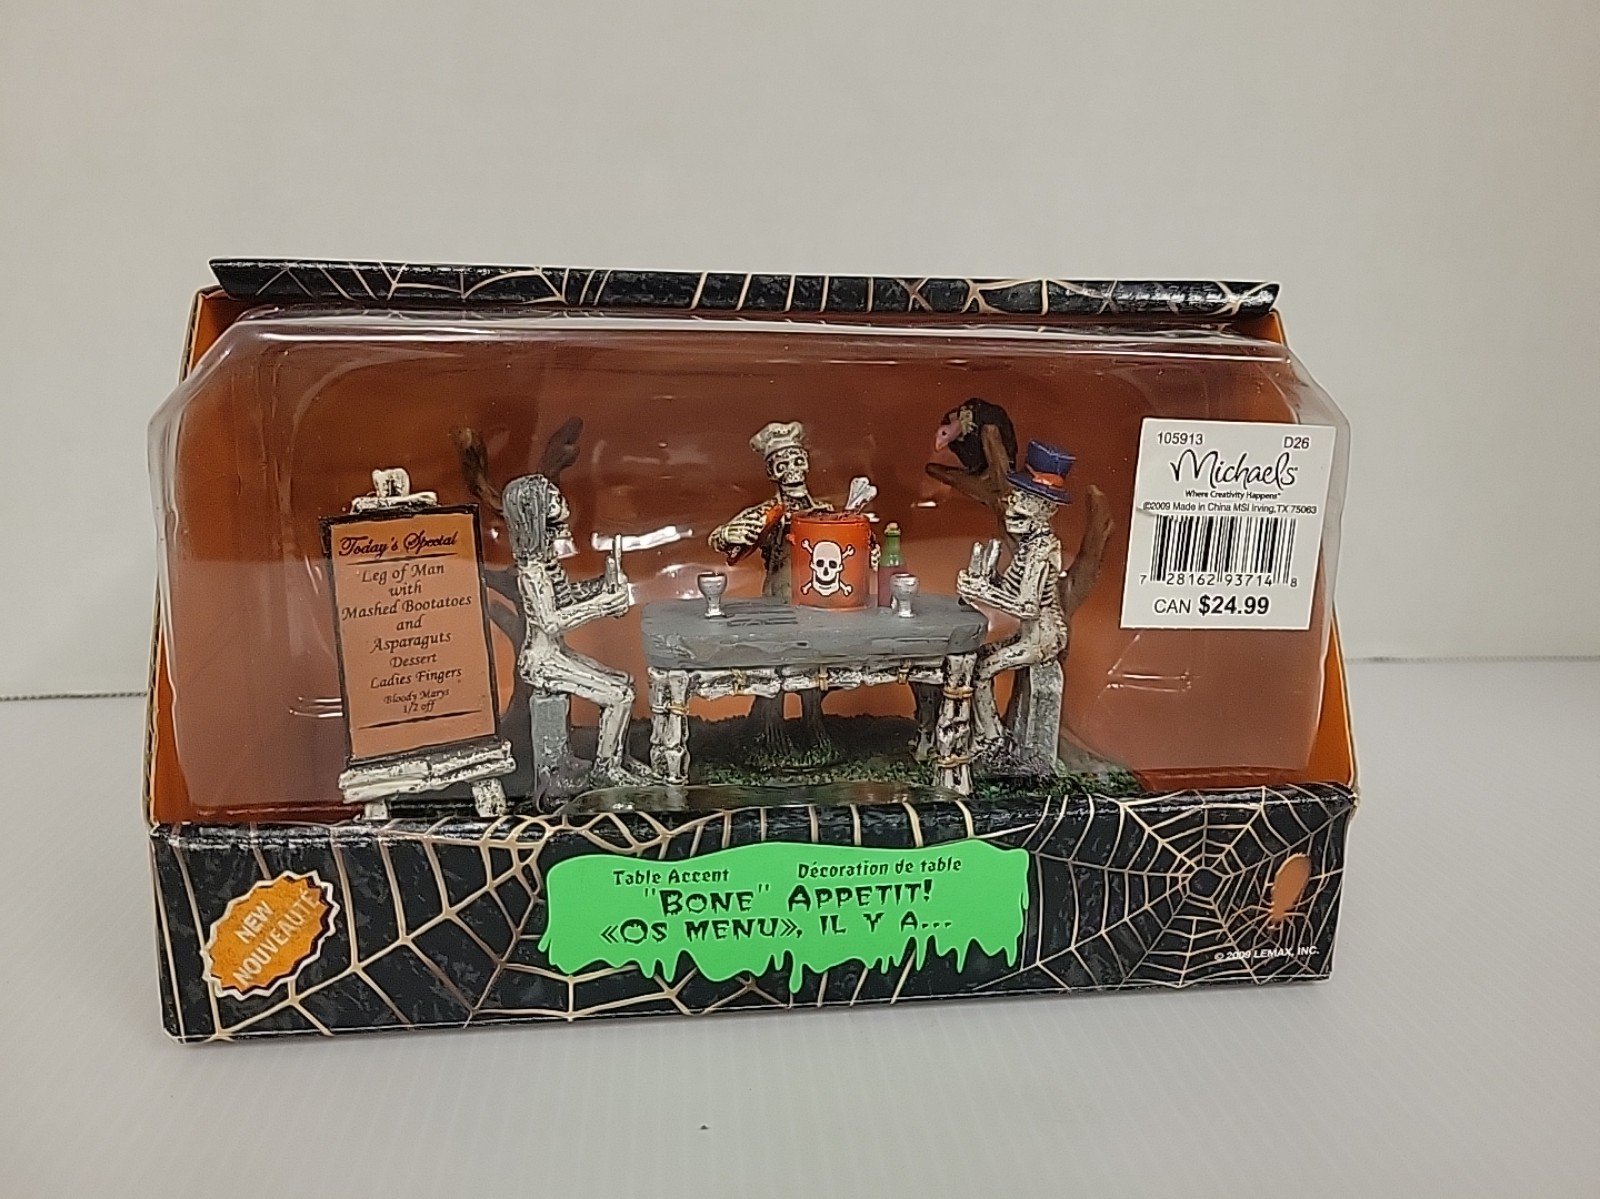 Today's Special
Leg of Man
with
Mashed Bootatoes
and
Asparaguts
Dessert
Ladies Fingers
Bloody Marys
1/2 off
105913 D26
Michaels
Where Creativity Happens
©2009 Made in China MSI Irving, TX 75063
7 28162 93714 8
CAN $24.99
Table Accent Décoration de table
"BONE" APPETIT!
«OS MENU», IL Y A...
NEW
NOUVEAUTÉ
© 2009 LEMAX, INC.